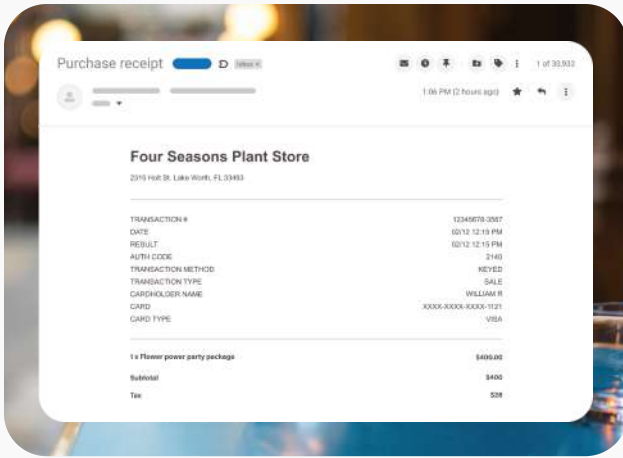 Purchase receipt
Inbox ×
1 of 30,932
1:06 PM (2 hours ago)
Four Seasons Plant Store
2316 Holt St. Lake Worth, FL 33463
TRANSACTION # 12345678-3567
DATE 02/12 12:15 PM
RESULT 02/12 12:15 PM
AUTH CODE 2140
TRANSACTION METHOD KEYED
TRANSACTION TYPE SALE
CARDHOLDER NAME WILLIAM R
CARD XXXX-XXXX-XXXX-1121
CARD TYPE VISA
1 x Flower power party package $400.00
Subtotal $400
Tax $28